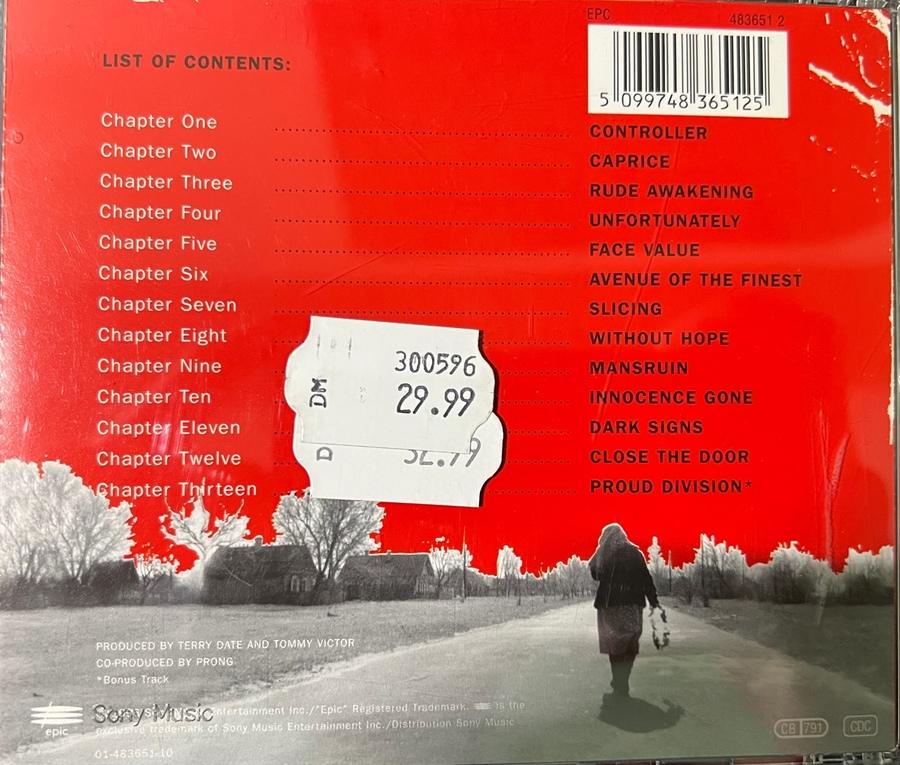 EPC 483651 2
LIST OF CONTENTS:
5 099748 365125
Chapter One CONTROLLER
Chapter Two CAPRICE
Chapter Three RUDE AWAKENING
Chapter Four UNFORTUNATELY
Chapter Five FACE VALUE
Chapter Six AVENUE OF THE FINEST
Chapter Seven SLICING
Chapter Eight WITHOUT HOPE
Chapter Nine MANSRUIN
Chapter Ten INNOCENCE GONE
Chapter Eleven DARK SIGNS
Chapter Twelve CLOSE THE DOOR
Chapter Thirteen PROUD DIVISION*
300596
DM 29.99
D
PRODUCED BY TERRY DATE AND TOMMY VICTOR
CO-PRODUCED BY PRONG
*Bonus Track
Sony Music Entertainment Inc./"Epic" Registered Trademark. is the
epic exclusive trademark of Sony Music Entertainment Inc./Distribution Sony Music
01-483651-10
CB 791 CDC